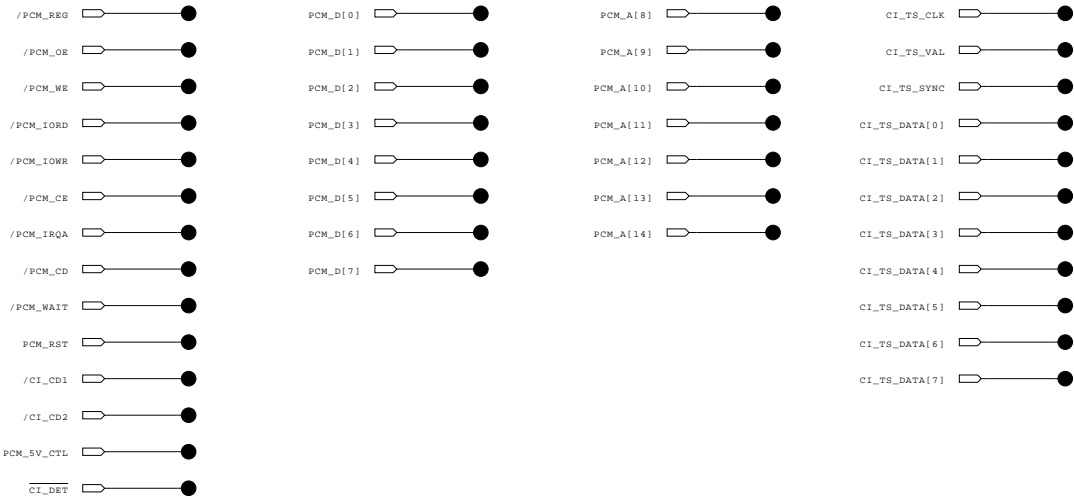 /PCM_REG
/PCM_OE
/PCM_WE
/PCM_IORD
/PCM_IOWR
/PCM_CE
/PCM_IRQA
/PCM_CD
/PCM_WAIT
PCM_RST
/CI_CD1
/CI_CD2
PCM_5V_CTL
CI_DET
PCM_D[0]
PCM_D[1]
PCM_D[2]
PCM_D[3]
PCM_D[4]
PCM_D[5]
PCM_D[6]
PCM_D[7]
PCM_A[8]
PCM_A[9]
PCM_A[10]
PCM_A[11]
PCM_A[12]
PCM_A[13]
PCM_A[14]
CI_TS_CLK
CI_TS_VAL
CI_TS_SYNC
CI_TS_DATA[0]
CI_TS_DATA[1]
CI_TS_DATA[2]
CI_TS_DATA[3]
CI_TS_DATA[4]
CI_TS_DATA[5]
CI_TS_DATA[6]
CI_TS_DATA[7]